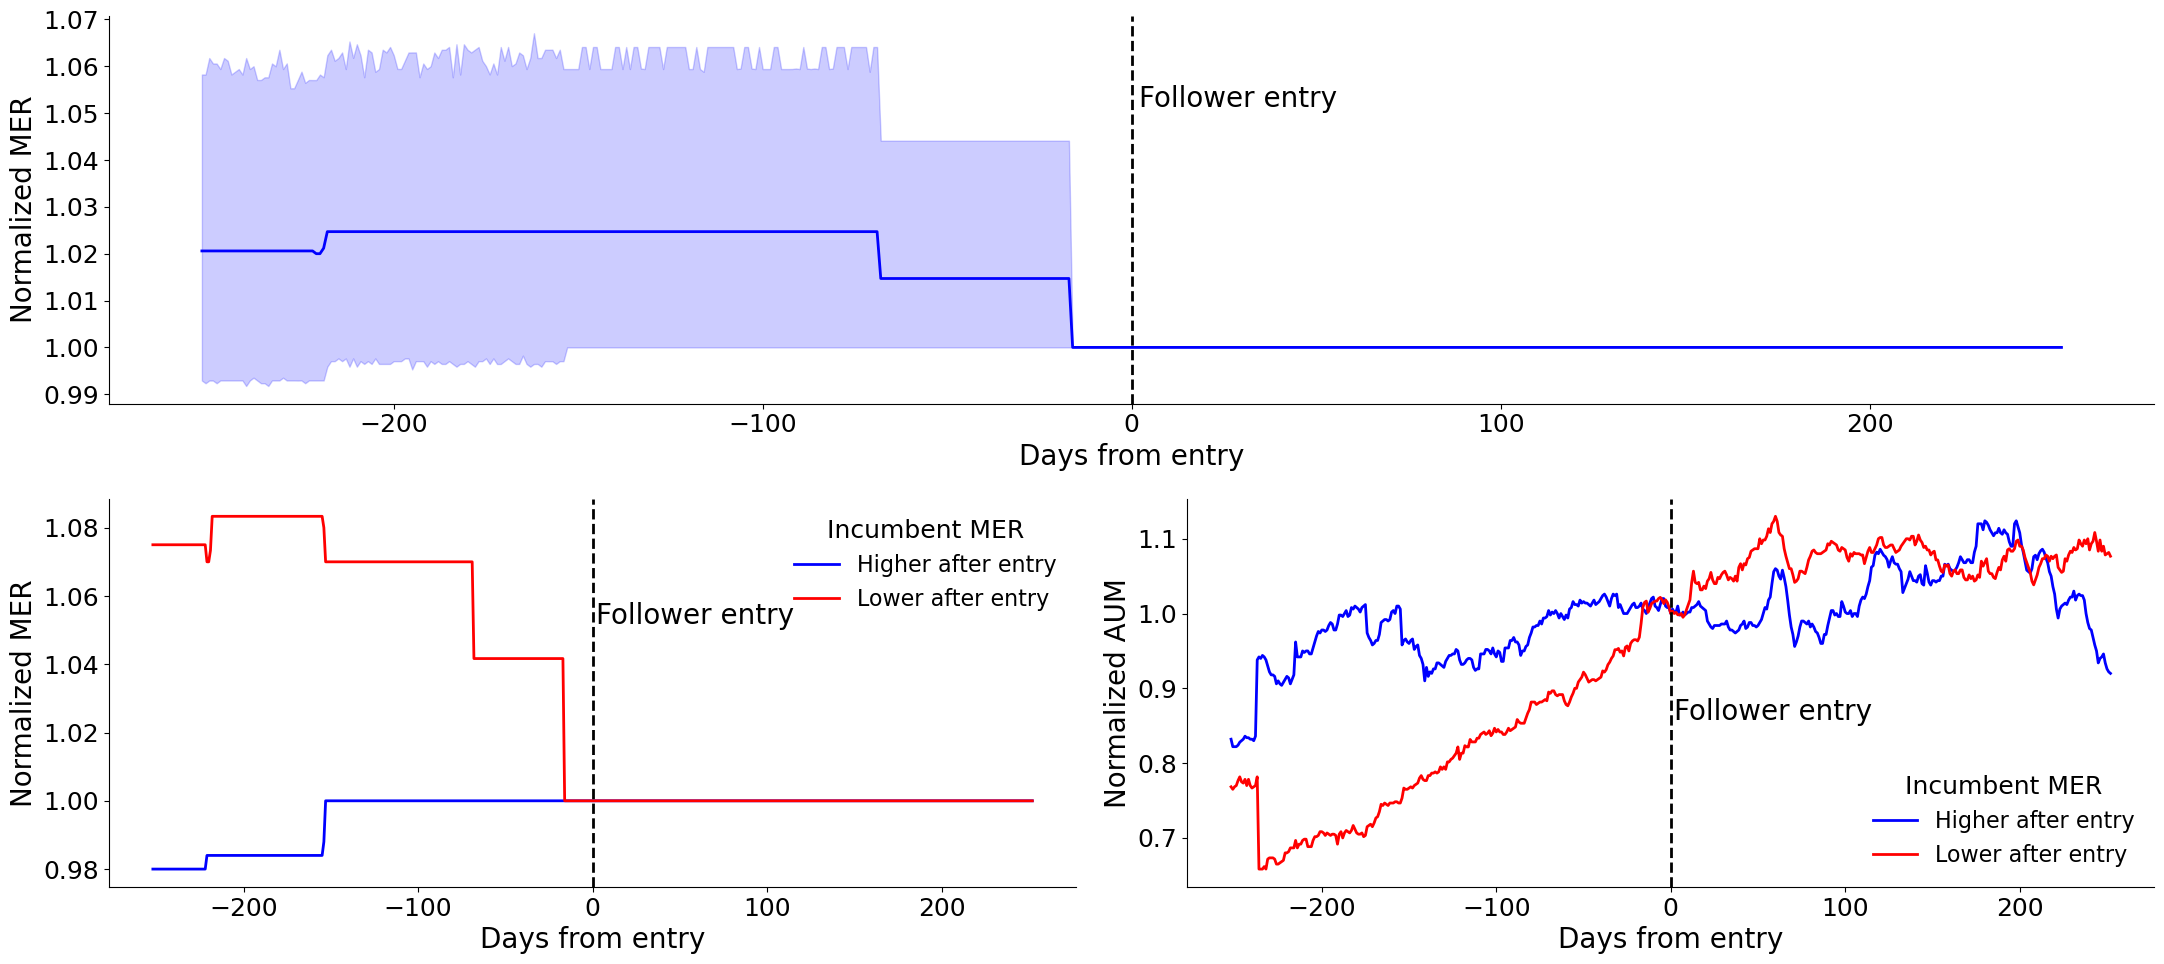 Normalized MER
1.07
1.06
1.05
1.04
1.03
1.02
1.01
1.00
0.99
Follower entry
−200
−100
0
100
200
Days from entry
Normalized MER
1.08
1.06
1.04
1.02
1.00
0.98
Incumbent MER
Higher after entry
Lower after entry
Follower entry
−200
−100
0
100
200
Days from entry
Normalized AUM
1.1
1.0
0.9
0.8
0.7
Follower entry
Incumbent MER
Higher after entry
Lower after entry
−200
−100
0
100
200
Days from entry